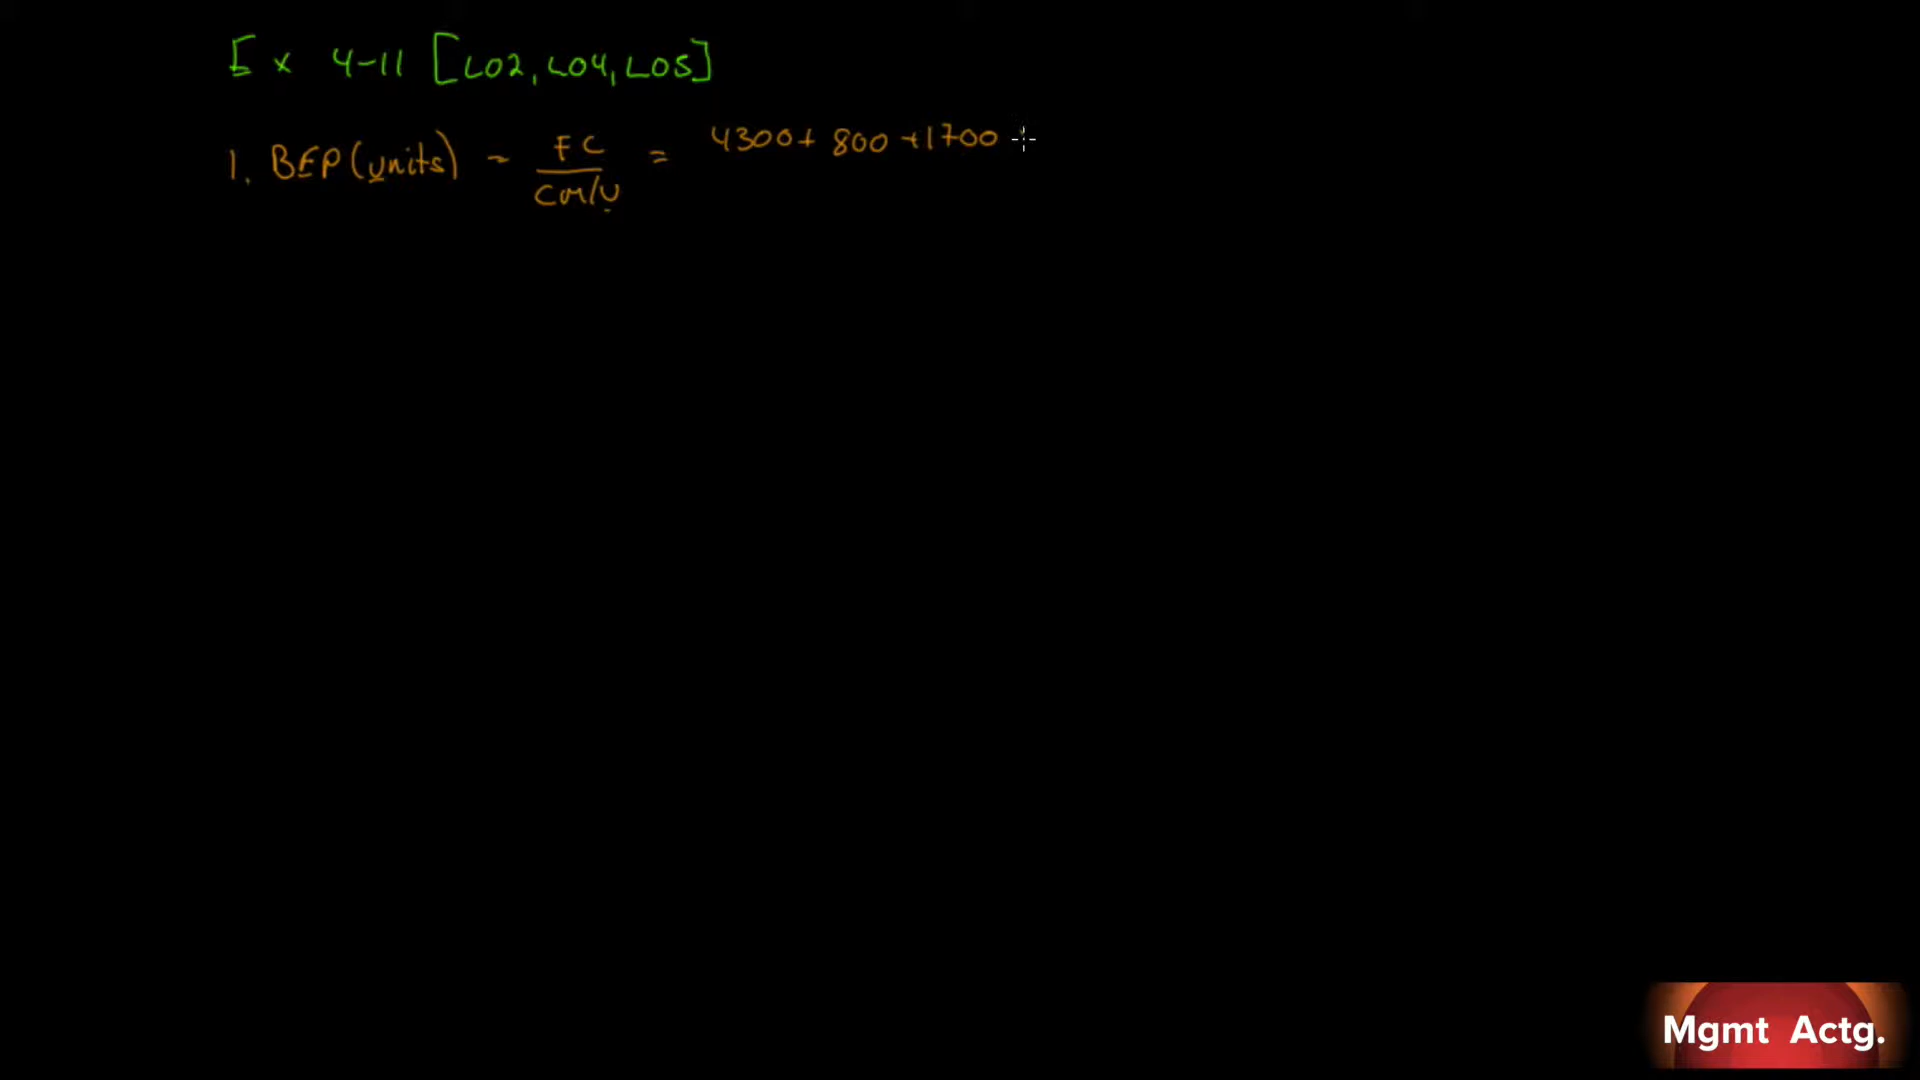 Ex 4-11 [LO2, LO4, LO5]
1. BEP (units) = FC / CM/U = 4300 + 800 + 1700
Mgmt Actg.